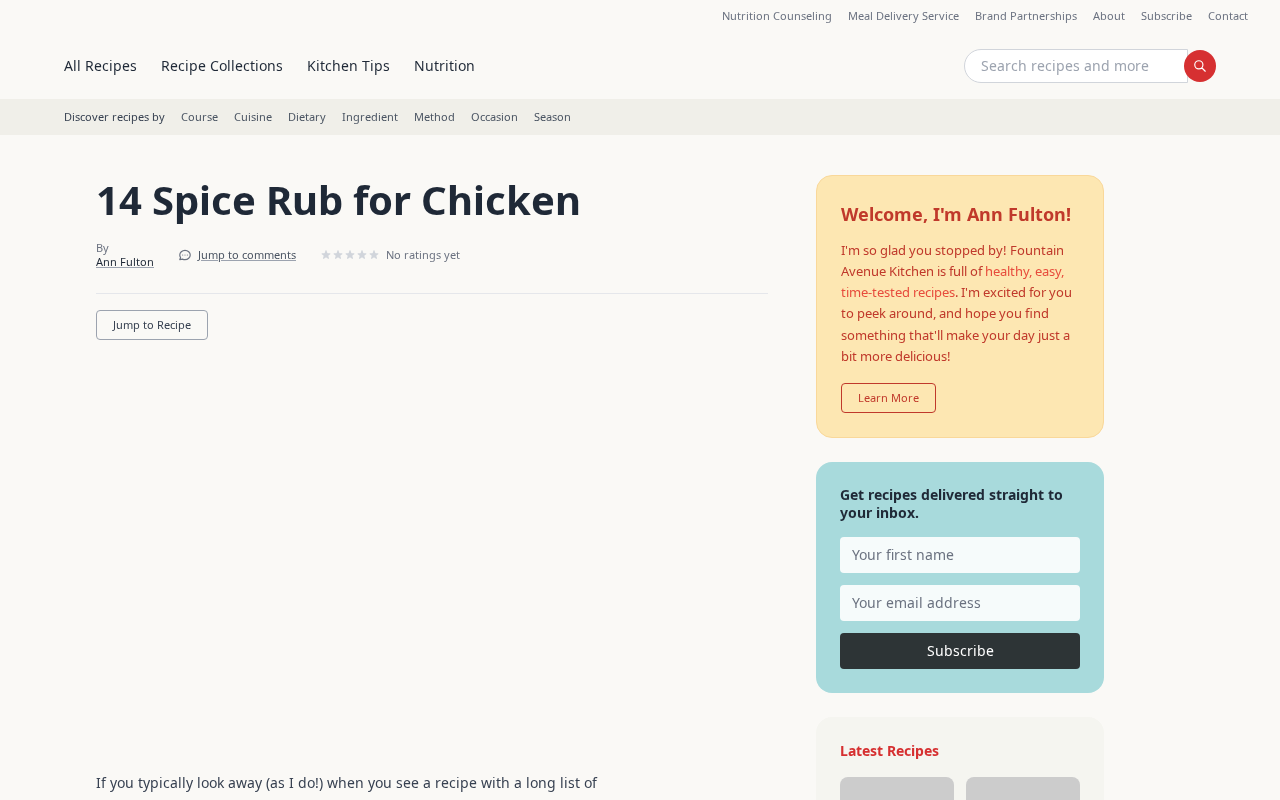 Nutrition Counseling Meal Delivery Service Brand Partnerships About Subscribe Contact
All Recipes Recipe Collections Kitchen Tips Nutrition
Search recipes and more
Discover recipes by Course Cuisine Dietary Ingredient Method Occasion Season
14 Spice Rub for Chicken
By
Ann Fulton
Jump to comments
No ratings yet
Jump to Recipe
If you typically look away (as I do!) when you see a recipe with a long list of
Welcome, I'm Ann Fulton!
I'm so glad you stopped by! Fountain
Avenue Kitchen is full of healthy, easy,
time-tested recipes. I'm excited for you
to peek around, and hope you find
something that'll make your day just a
bit more delicious!
Learn More
Get recipes delivered straight to
your inbox.
Your first name
Your email address
Subscribe
Latest Recipes